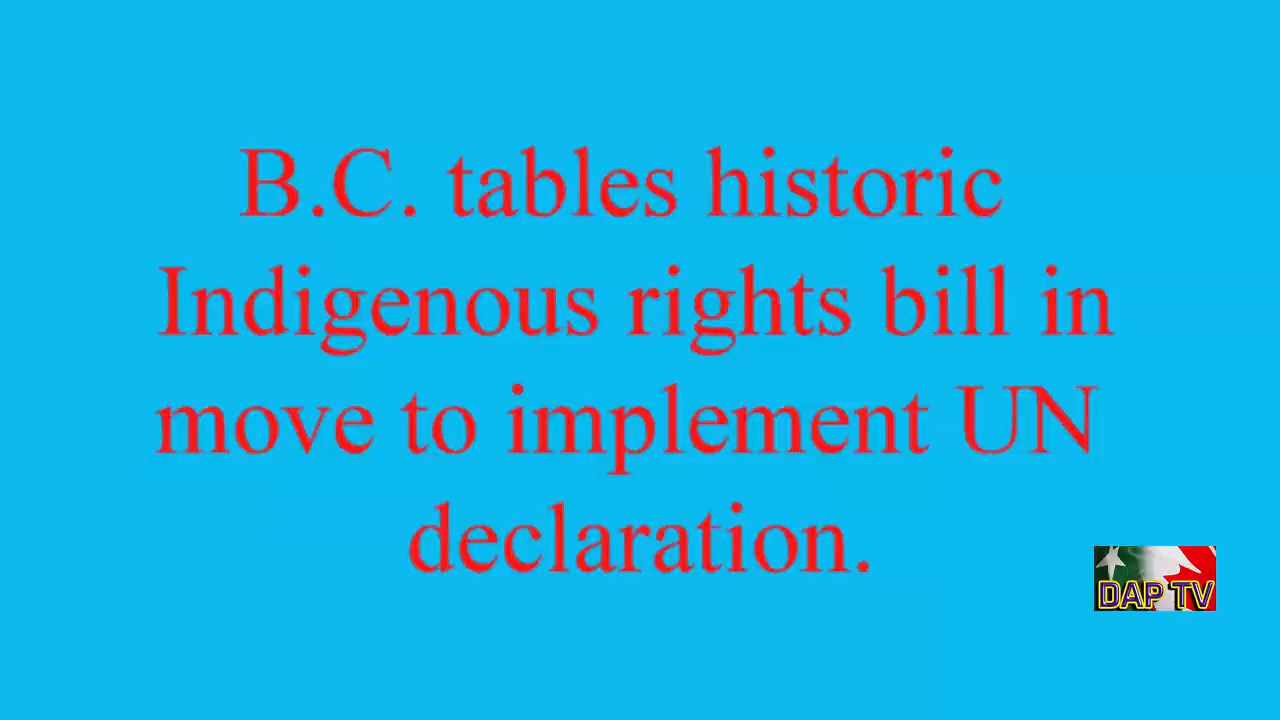 B.C. tables historic
Indigenous rights bill in
move to implement UN
declaration.
DAP TV